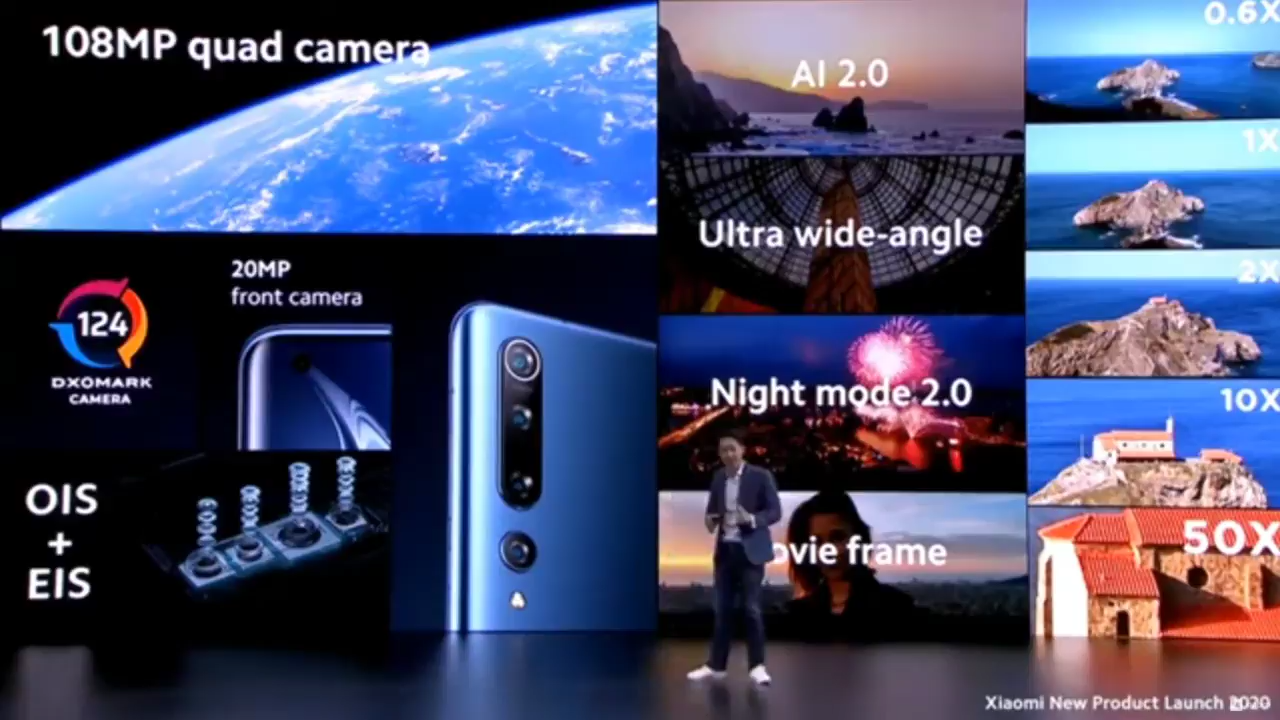 108MP quad camera
124
DXOMARK
CAMERA
20MP
front camera
OIS
+
EIS
AI 2.0
Ultra wide-angle
Night mode 2.0
ovie frame
0.6X
1X
2X
10X
50X
Xiaomi New Product Launch 2020